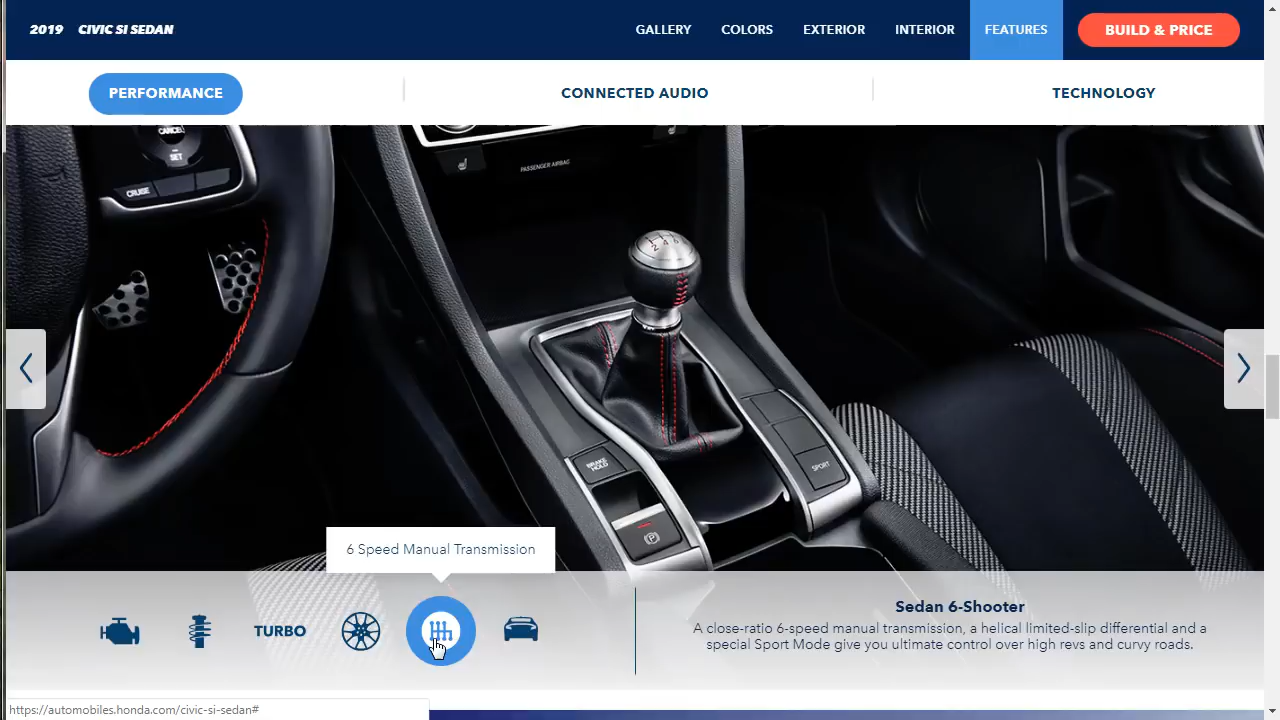 2019 CIVIC SI SEDAN
GALLERY COLORS EXTERIOR INTERIOR FEATURES BUILD & PRICE
PERFORMANCE CONNECTED AUDIO TECHNOLOGY
CANCEL
SET
CRUISE
PASSENGER AIRBAG
2 4 6
BRAKE
HOLD
SPORT
P
6 Speed Manual Transmission
TURBO
Sedan 6-Shooter
A close-ratio 6-speed manual transmission, a helical limited-slip differential and a
special Sport Mode give you ultimate control over high revs and curvy roads.
https://automobiles.honda.com/civic-si-sedan#